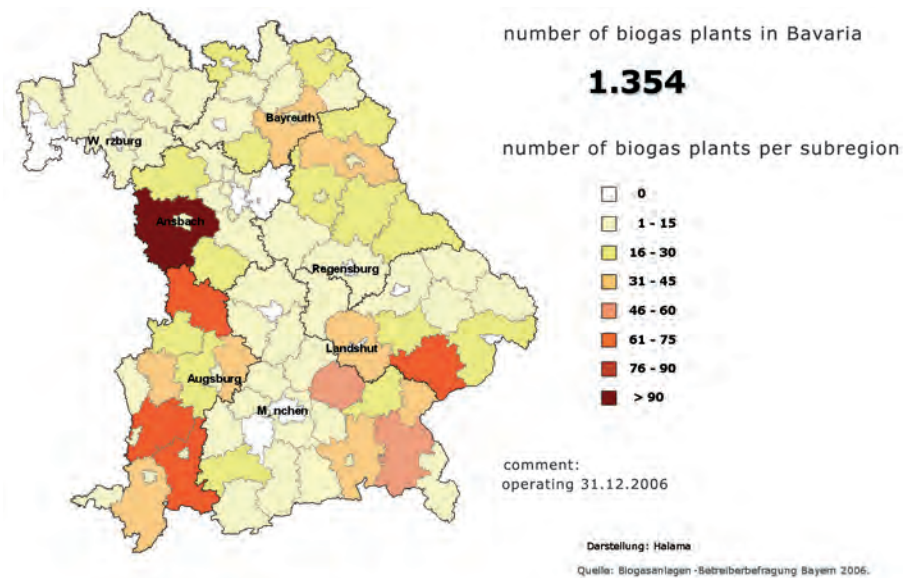 number of biogas plants in Bavaria
1.354
number of biogas plants per subregion
0
1 - 15
16 - 30
31 - 45
46 - 60
61 - 75
76 - 90
> 90
comment:
operating 31.12.2006
Darstellung: Halama
Quelle: Biogasanlagen-Betreiberbefragung Bayern 2006.
Bayreuth
W rzburg
Ansbach
Regensburg
Landshut
Augsburg
M nchen